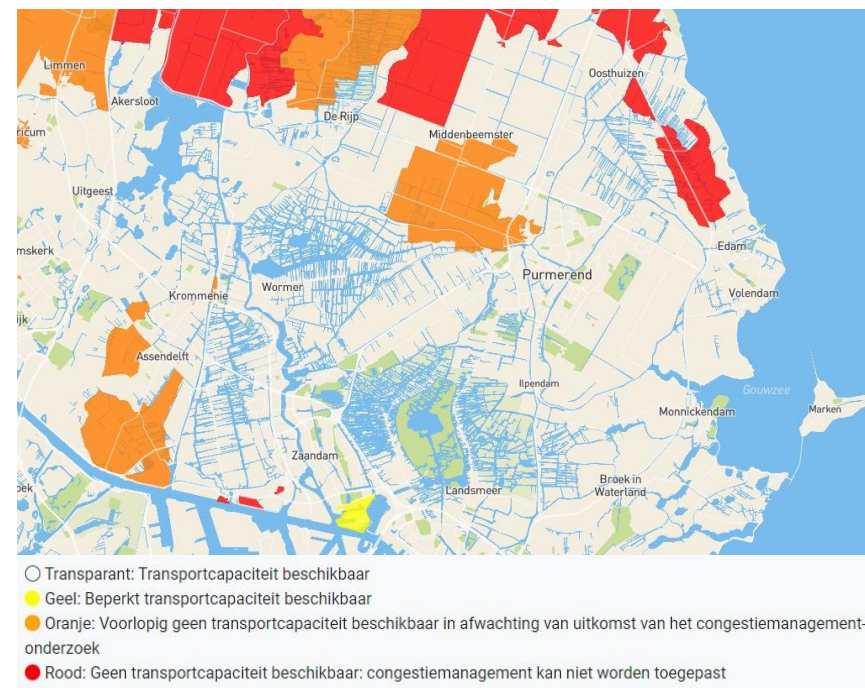 Limmen
Oosthuizen
Akersloot
De Rijp
ricum
Middenbeemster
Uitgeest
mskerk
Edam
Purmerend
Krommenie
Wormer
Volendam
ijk
Assendelft
Ilpendam
Gouwzee
Monnickendam
Marken
Zaandam
oek
Landsmeer
Broek in
Waterland
Transparant: Transportcapaciteit beschikbaar
Geel: Beperkt transportcapaciteit beschikbaar
Oranje: Voorlopig geen transportcapaciteit beschikbaar in afwachting van uitkomst van het congestiemanagement-
onderzoek
Rood: Geen transportcapaciteit beschikbaar: congestiemanagement kan niet worden toegepast